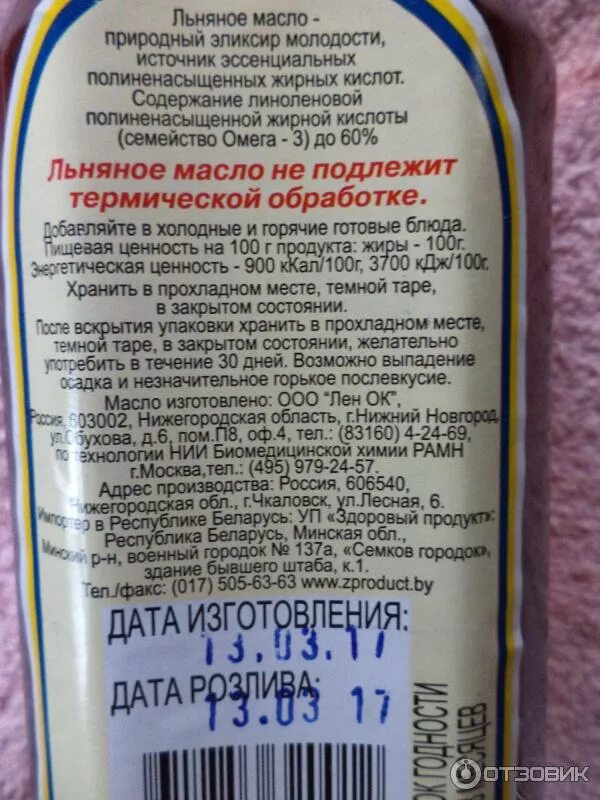 Льняное масло -
природный эликсир молодости,
источник эссенциальных
полиненасыщенных жирных кислот.
Содержание линоленовой
полиненасыщенной жирной кислоты
(семейство Омега - 3) до 60%
Льняное масло не подлежит
термической обработке.
Добавляйте в холодные и горячие готовые блюда.
Пищевая ценность на 100 г продукта: жиры - 100г.
Энергетическая ценность - 900 кКал/100г, 3700 кДж/100г.
Хранить в прохладном месте, темной таре,
в закрытом состоянии.
После вскрытия упаковки хранить в прохладном месте,
темной таре, в закрытом состоянии, желательно
употребить в течение 30 дней. Возможно выпадение
осадка и незначительное горькое послевкусие.
Масло изготовлено: ООО "Лен ОК",
Россия, 603002, Нижегородская область, г.Нижний Новгород,
ул.Обухова, д.6, пом.П8, оф.4, тел.: (83160) 4-24-69,
по технологии НИИ Биомедицинской химии РАМН
г.Москва,тел.: (495) 979-24-57.
Адрес производства: Россия, 606540,
Нижегородская обл., г.Чкаловск, ул.Лесная, 6.
Импортер в Республике Беларусь: УП «Здоровый продукт»:
Республика Беларусь, Минская обл.,
Минский р-н, военный городок № 137а, «Семков городок»,
здание бывшего штаба, к.1.
Тел./факс: (017) 505-63-63 www.zproduct.by
ДАТА ИЗГОТОВЛЕНИЯ:
13.03.17
ДАТА РОЗЛИВА:
13.03 17
ОК ГОДНОСТИ
СЯЦЕВ
ОТЗОВИК